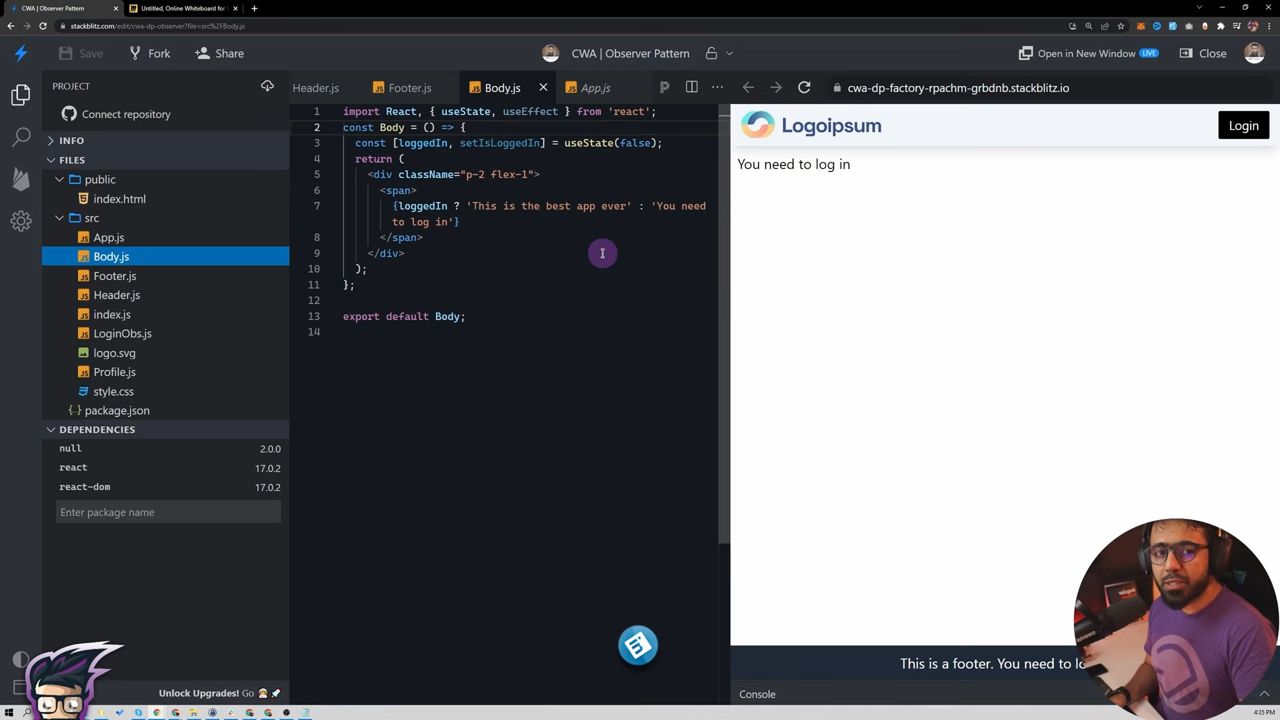 CWA | Observer Pattern
Untitled, Online Whiteboard for
stackblitz.com/edit/cwa-dp-observer?file=src%2FBody.js
Save
Fork
Share
CWA | Observer Pattern
Open in New Window LIVE
Close
PROJECT
Connect repository
INFO
FILES
public
index.html
src
App.js
Body.js
Footer.js
Header.js
index.js
LoginObs.js
logo.svg
Profile.js
style.css
package.json
DEPENDENCIES
null 2.0.0
react 17.0.2
react-dom 17.0.2
Enter package name
Unlock Upgrades! Go
Header.js
Footer.js
Body.js
App.js
1 import React, { useState, useEffect } from 'react';
2 const Body = () => {
3 const [loggedIn, setIsLoggedIn] = useState(false);
4 return (
5 <div className="p-2 flex-1">
6 <span>
7 {loggedIn ? 'This is the best app ever' : 'You need
to log in'}
8 </span>
9 </div>
10 );
11 };
12
13 export default Body;
14
cwa-dp-factory-rpachm-grbdnb.stackblitz.io
Logoipsum
Login
You need to log in
This is a footer. You need to
Console
4:35 PM